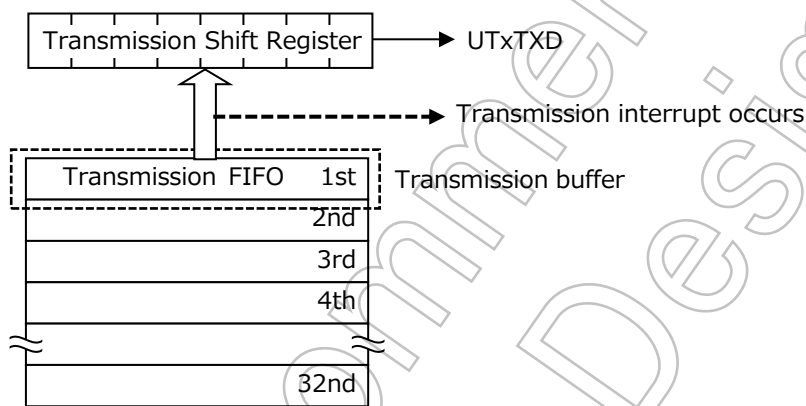 Transmission Shift Register
UTxTXD
Transmission interrupt occurs
Transmission FIFO 1st
Transmission buffer
2nd
3rd
4th
32nd